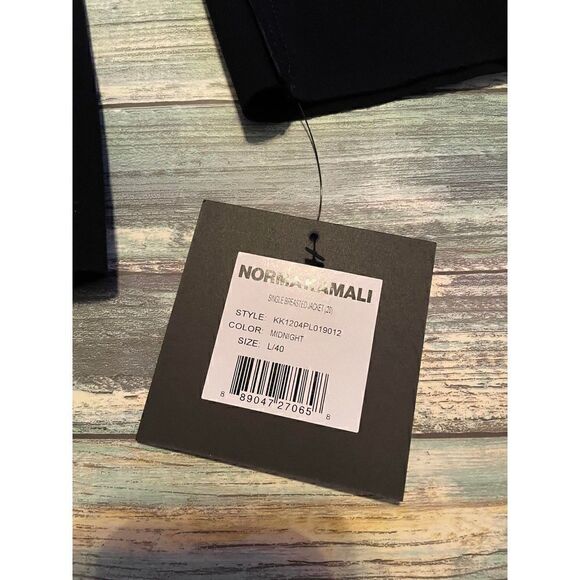 NORMA KAMALI
SINGLE BREASTED JACKET (20)
STYLE: KK1204PL019012
COLOR: MIDNIGHT
SIZE: L/40
8 89047 27065 8